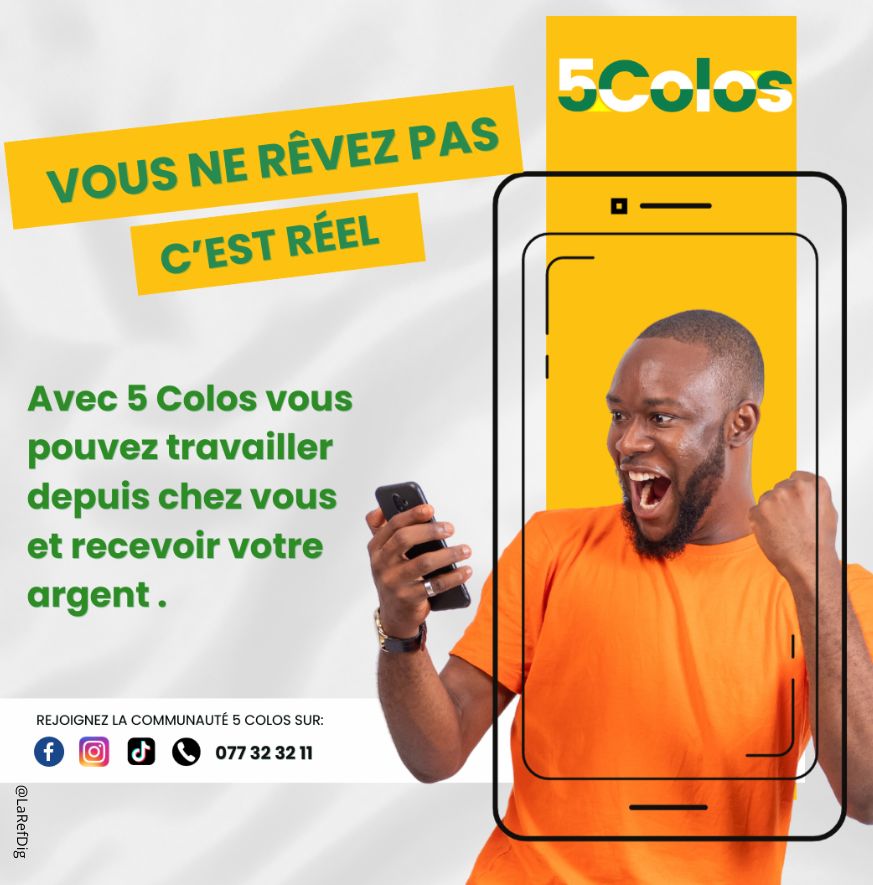 5Colos
VOUS NE RÊVEZ PAS
C'EST RÉEL
Avec 5 Colos vous
pouvez travailler
depuis chez vous
et recevoir votre
argent .
REJOIGNEZ LA COMMUNAUTÉ 5 COLOS SUR:
077 32 32 11
@LaRefDig